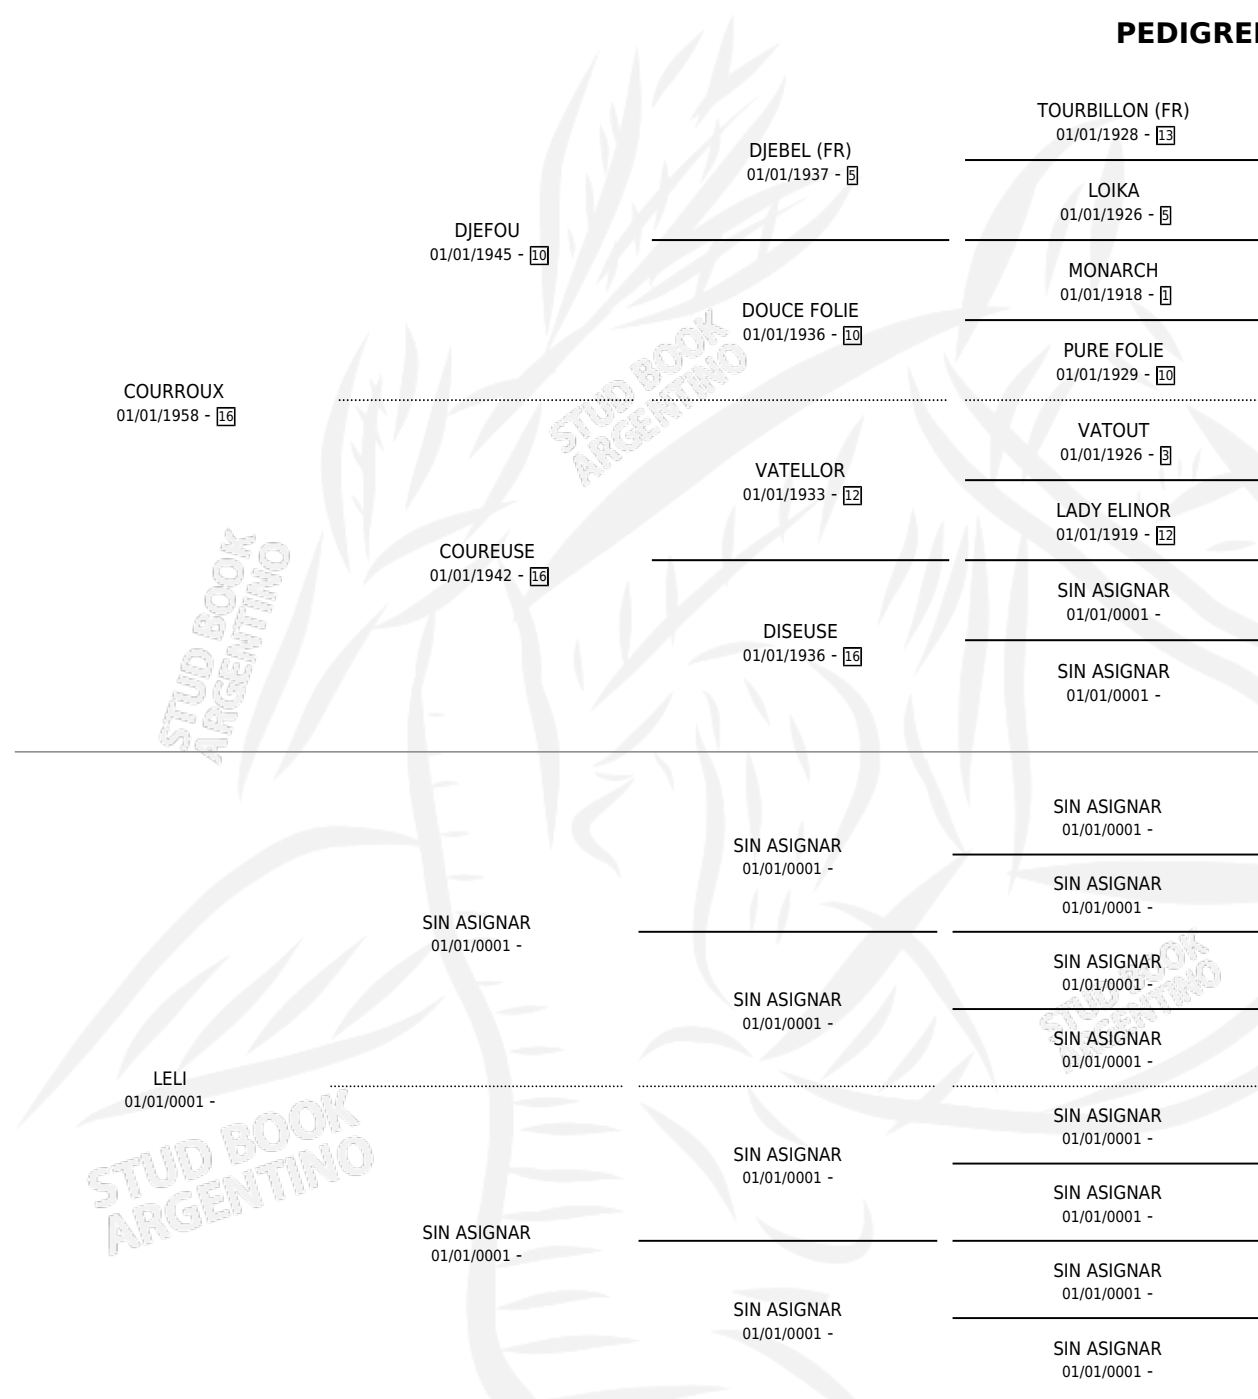 PEDIGREE
TOURBILLON (FR)
01/01/1928 - 13
DJEBEL (FR)
01/01/1937 - 5
LOIKA
01/01/1926 - 5
DJEFOU
01/01/1945 - 10
MONARCH
01/01/1918 - 1
DOUCE FOLIE
01/01/1936 - 10
PURE FOLIE
01/01/1929 - 10
COURROUX
01/01/1958 - 16
VATOUT
01/01/1926 - 3
VATELLOR
01/01/1933 - 12
LADY ELINOR
01/01/1919 - 12
COUREUSE
01/01/1942 - 16
SIN ASIGNAR
01/01/0001 -
DISEUSE
01/01/1936 - 16
SIN ASIGNAR
01/01/0001 -
SIN ASIGNAR
01/01/0001 -
SIN ASIGNAR
01/01/0001 -
SIN ASIGNAR
01/01/0001 -
SIN ASIGNAR
01/01/0001 -
SIN ASIGNAR
01/01/0001 -
SIN ASIGNAR
01/01/0001 -
SIN ASIGNAR
01/01/0001 -
LELI
01/01/0001 -
SIN ASIGNAR
01/01/0001 -
SIN ASIGNAR
01/01/0001 -
SIN ASIGNAR
01/01/0001 -
SIN ASIGNAR
01/01/0001 -
SIN ASIGNAR
01/01/0001 -
SIN ASIGNAR
01/01/0001 -
SIN ASIGNAR
01/01/0001 -
STUD BOOK
ARGENTINO
STUD BOOK
ARGENTINO
STUD BOOK
ARGENTINO
STUD BOOK
ARGENTINO